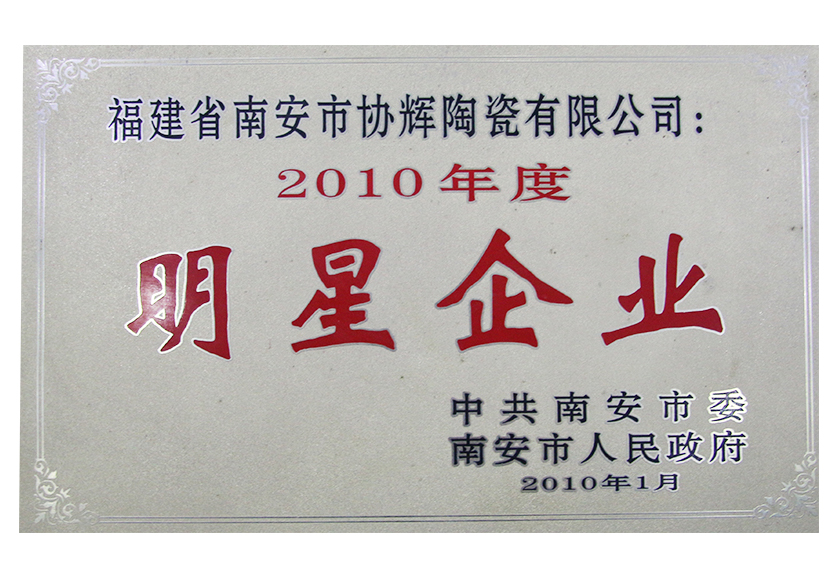 福建省南安市协辉陶瓷有限公司：
2010年度
明星企业
中共南安市委
南安市人民政府
2010年1月